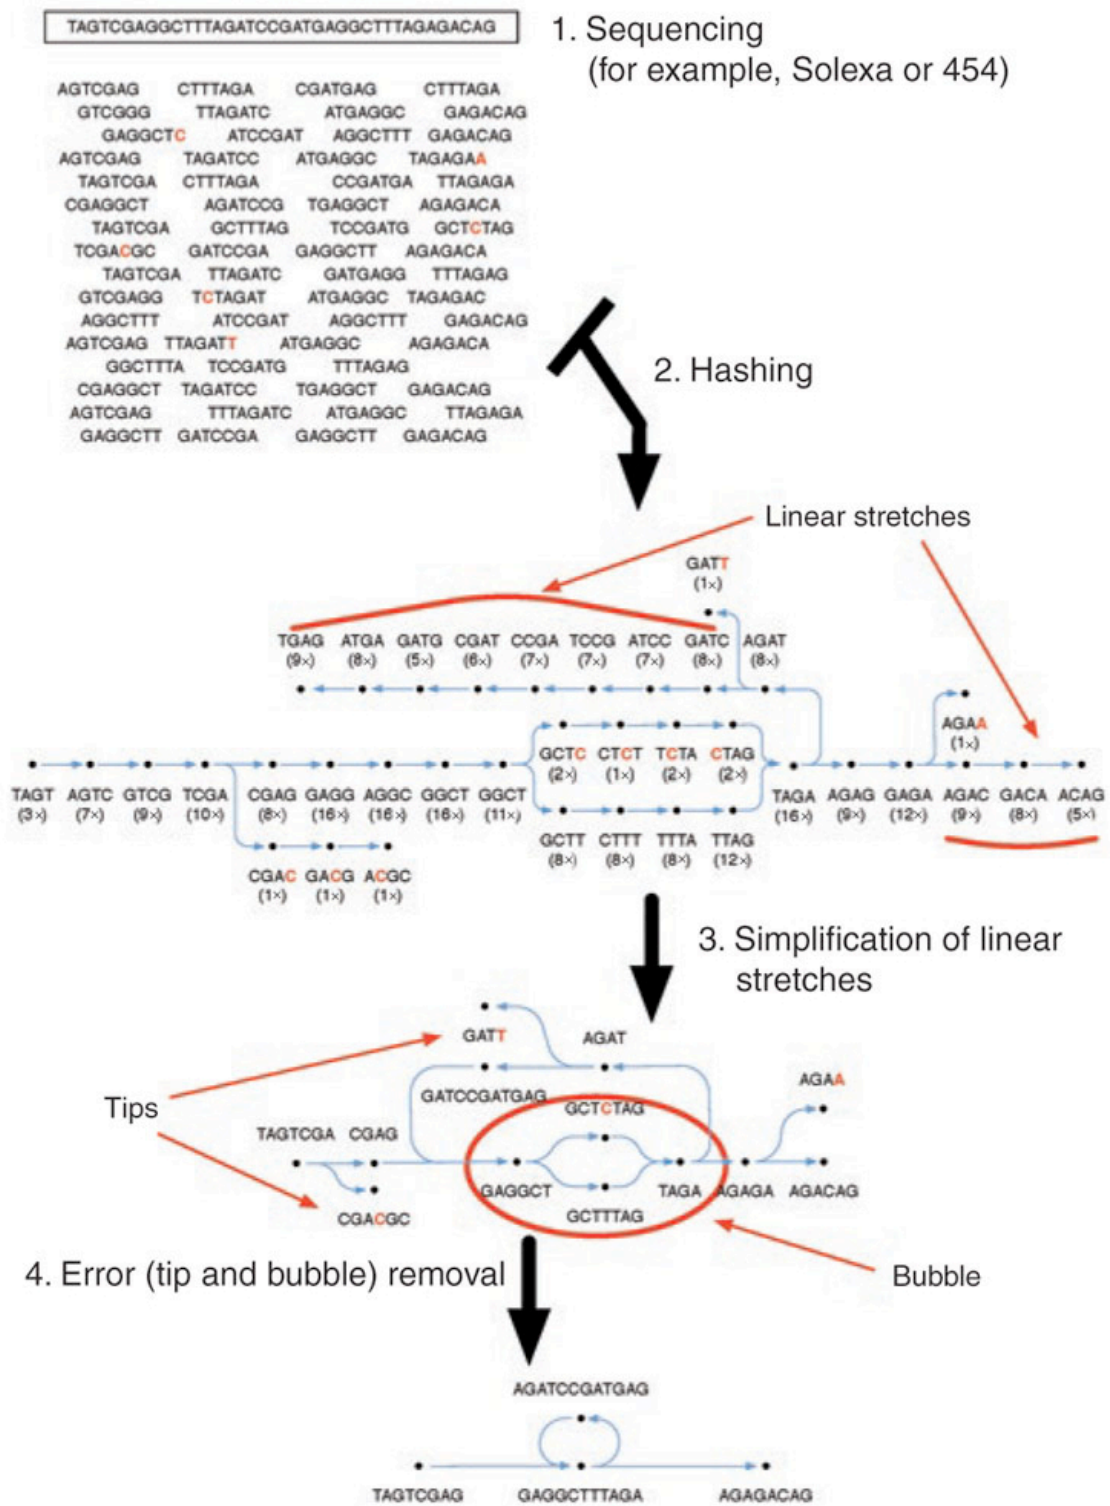 TAGTCGAGGCTTTAGATCCGATGAGGCTTTAGAGACAG
1. Sequencing
(for example, Solexa or 454)
AGTCGAG CTTTAGA CGATGAG CTTTAGA
GTCGGG TTAGATC ATGAGGC GAGACAG
GAGGCTC ATCCGAT AGGCTTT GAGACAG
AGTCGAG TAGATCC ATGAGGC TAGAGAA
TAGTCGA CTTTAGA CCGATGA TTAGAGA
CGAGGCT AGATCCG TGAGGCT AGAGACA
TAGTCGA GCTTTAG TCCGATG GCTCTAG
TCGACGC GATCCGA GAGGCTT AGAGACA
TAGTCGA TTAGATC GATGAGG TTTAGAG
GTCGAGG TCTAGAT ATGAGGC TAGAGAC
AGGCTTT ATCCGAT AGGCTTT GAGACAG
AGTCGAG TTAGATT ATGAGGC AGAGACA
GGCTTTA TCCGATG TTTAGAG
CGAGGCT TAGATCC TGAGGCT GAGACAG
AGTCGAG TTTAGATC ATGAGGC TTAGAGA
GAGGCTT GATCCGA GAGGCTT GAGACAG
2. Hashing
Linear stretches
GATT
(1×)
TGAG ATGA GATG CGAT CCGA TCCG ATCC GATC AGAT
(9×) (8×) (5×) (6×) (7×) (7×) (7×) (8×) (8×)
AGAA
(1×)
GCTC CTCT TCTA CTAG
(2×) (1×) (2×) (2×)
TAGT AGTC GTCG TCGA CGAG GAGG AGGC GGCT GGCT TAGA AGAG GAGA AGAC GACA ACAG
(3×) (7×) (9×) (10×) (8×) (16×) (16×) (16×) (11×) (16×) (9×) (12×) (9×) (8×) (5×)
GCTT CTTT TTTA TTAG
(8×) (8×) (8×) (12×)
CGAC GACG ACGC
(1×) (1×) (1×)
3. Simplification of linear
stretches
GATT AGAT
AGAA
Tips
GATCCGATGAG
GCTCTAG
TAGTCGA CGAG
GAGGCT TAGA AGAGA AGACAG
CGACGC
GCTTTAG
Bubble
4. Error (tip and bubble) removal
AGATCCGATGAG
TAGTCGAG GAGGCTTTAGA AGAGACAG